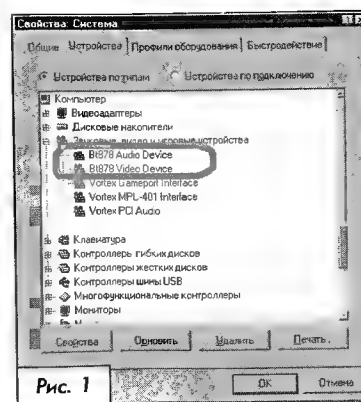 Свойства: Система
Общие Устройства Профили оборудования Быстродействие
Устройства по типам Устройства по подключению
Компьютер
Видеоадаптеры
Дисковые накопители
Звуковые, видео и игровые устройства
Bt878 Audio Device
Bt878 Video Device
Vortex Gameport Interface
Vortex MPL-401 Interface
Vortex PCI Audio
Клавиатура
Контроллеры гибких дисков
Контроллеры жестких дисков
Контроллеры шины USB
Многофункциональные контроллеры
Мониторы
Свойства Обновить Удалить Печать...
Рис. 1
OK Отмена